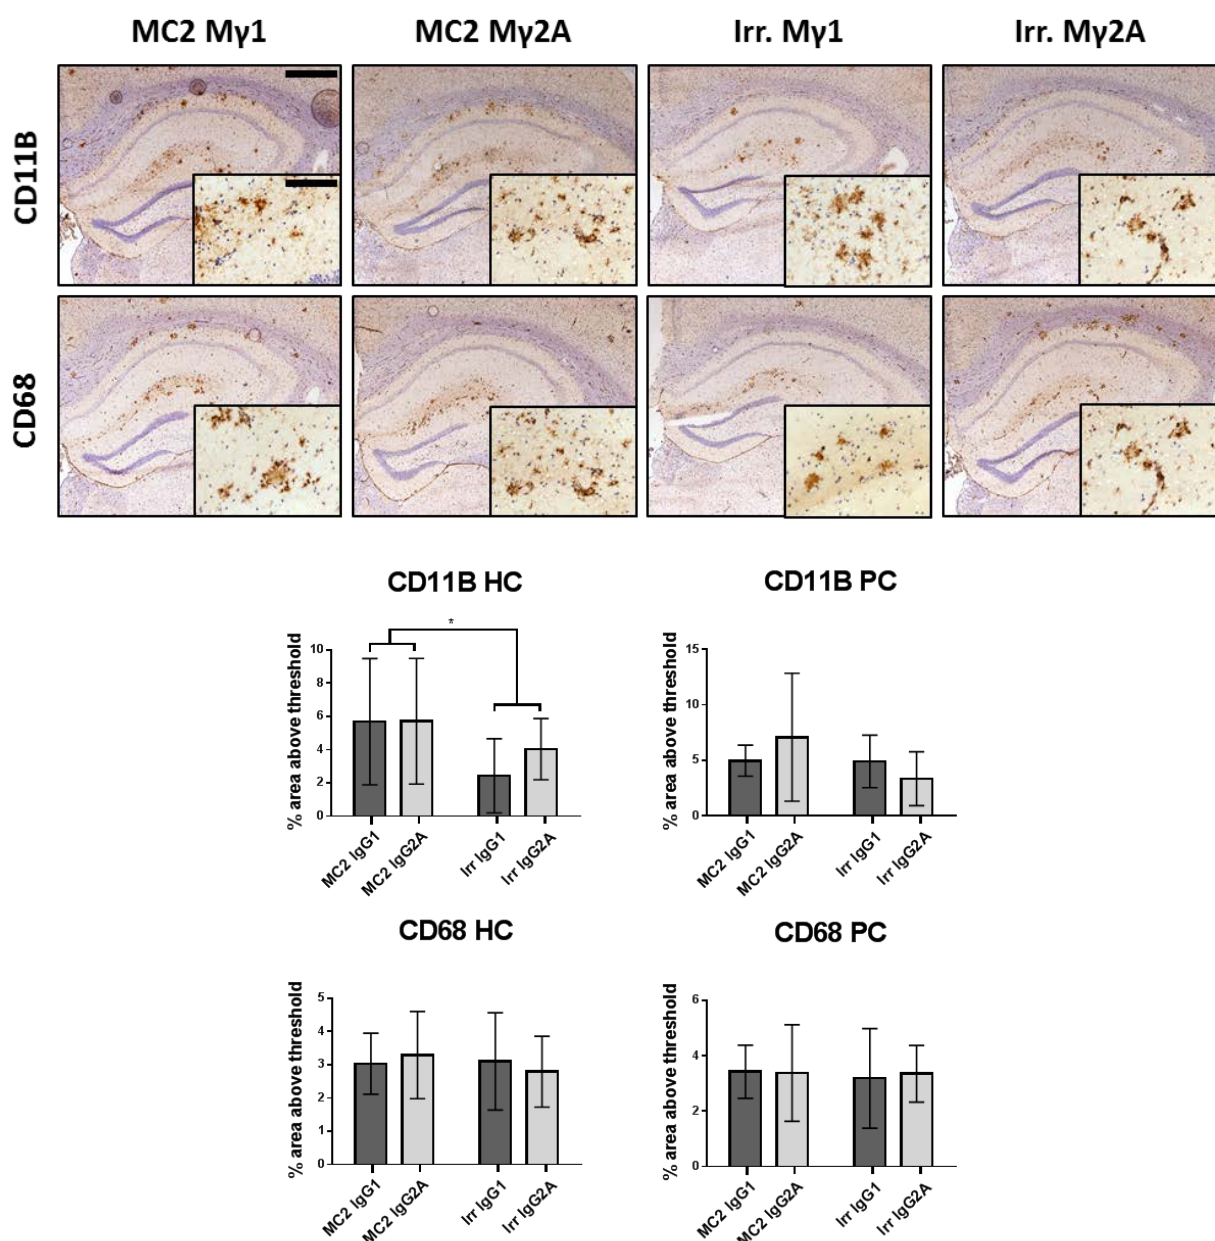 MC2 Mγ1 MC2 Mγ2A Irr. Mγ1 Irr. Mγ2A
CD11B
CD68
CD11B HC
% area above threshold
10
8
6
4
2
0
*
MC2 IgG1
MC2 IgG2A
Irr IgG1
Irr IgG2A
CD11B PC
% area above threshold
15
10
5
0
MC2 IgG1
MC2 IgG2A
Irr IgG1
Irr IgG2A
CD68 HC
% area above threshold
5
4
3
2
1
0
MC2 IgG1
MC2 IgG2A
Irr IgG1
Irr IgG2A
CD68 PC
% area above threshold
6
4
2
0
MC2 IgG1
MC2 IgG2A
Irr IgG1
Irr IgG2A